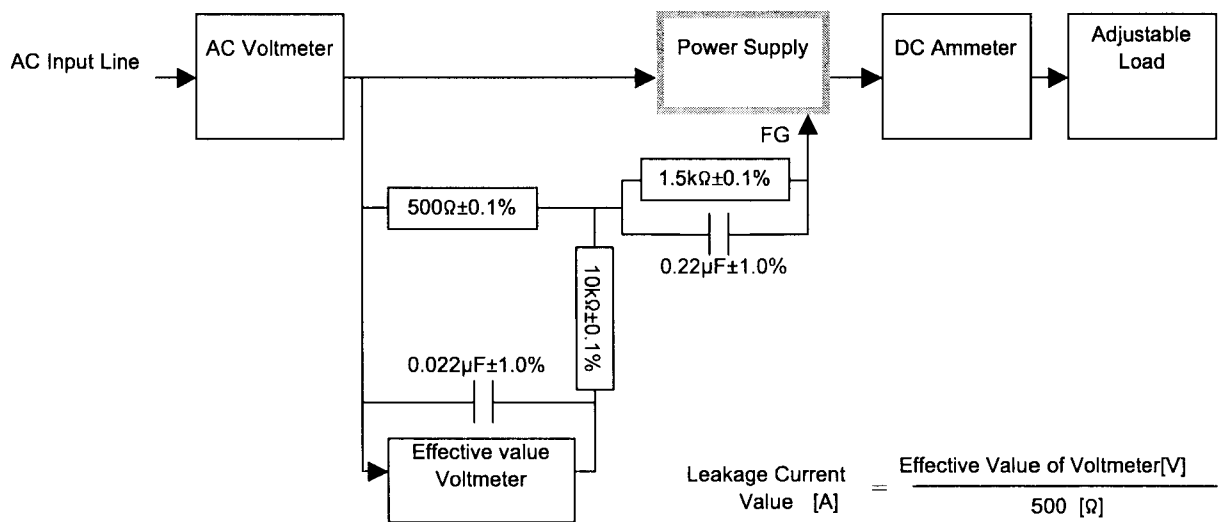 AC Input Line
AC Voltmeter
Power Supply
DC Ammeter
Adjustable
Load
FG
1.5kΩ±0.1%
500Ω±0.1%
0.22µF±1.0%
10kΩ±0.1%
0.022µF±1.0%
Effective value
Voltmeter
Leakage Current
Value [A]
=
Effective Value of Voltmeter[V]
500 [Ω]